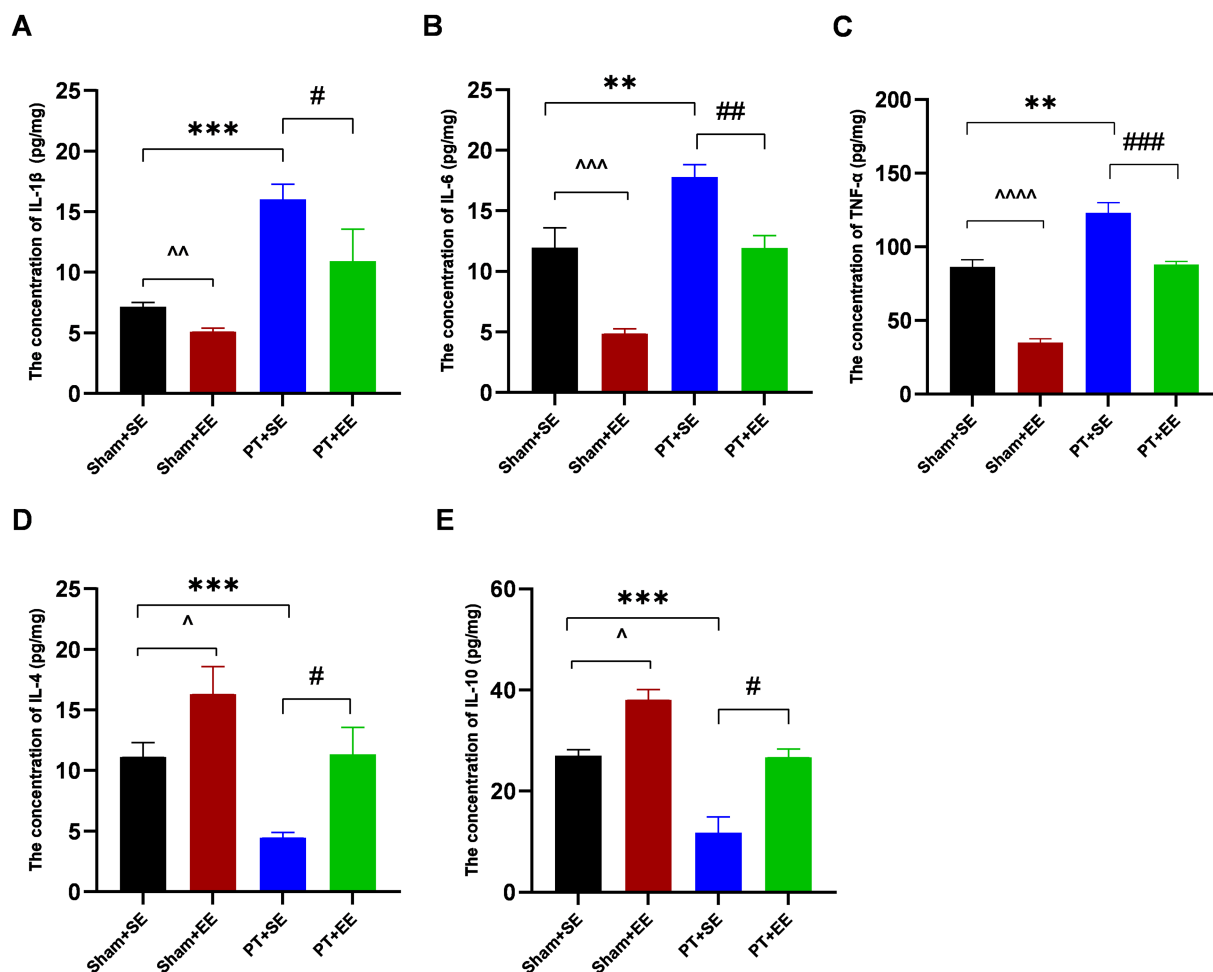 A
The concentration of IL-1β (pg/mg)
25
20
15
10
5
0
***
#
^^
Sham+SE
Sham+EE
PT+SE
PT+EE
B
The concentration of IL-6 (pg/mg)
25
20
15
10
5
0
**
##
^^^
Sham+SE
Sham+EE
PT+SE
PT+EE
C
The concentration of TNF-α (pg/mg)
200
150
100
50
0
**
###
^^^^
Sham+SE
Sham+EE
PT+SE
PT+EE
D
The concentration of IL-4 (pg/mg)
25
20
15
10
5
0
***
^
#
Sham+SE
Sham+EE
PT+SE
PT+EE
E
The concentration of IL-10 (pg/mg)
60
40
20
0
***
^
#
Sham+SE
Sham+EE
PT+SE
PT+EE